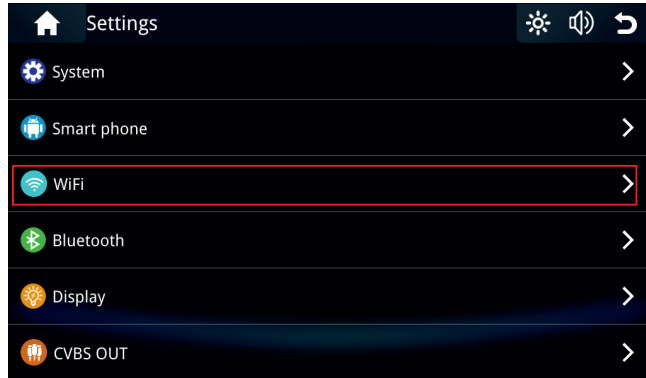 Settings
System
Smart phone
WiFi
Bluetooth
Display
CVBS OUT